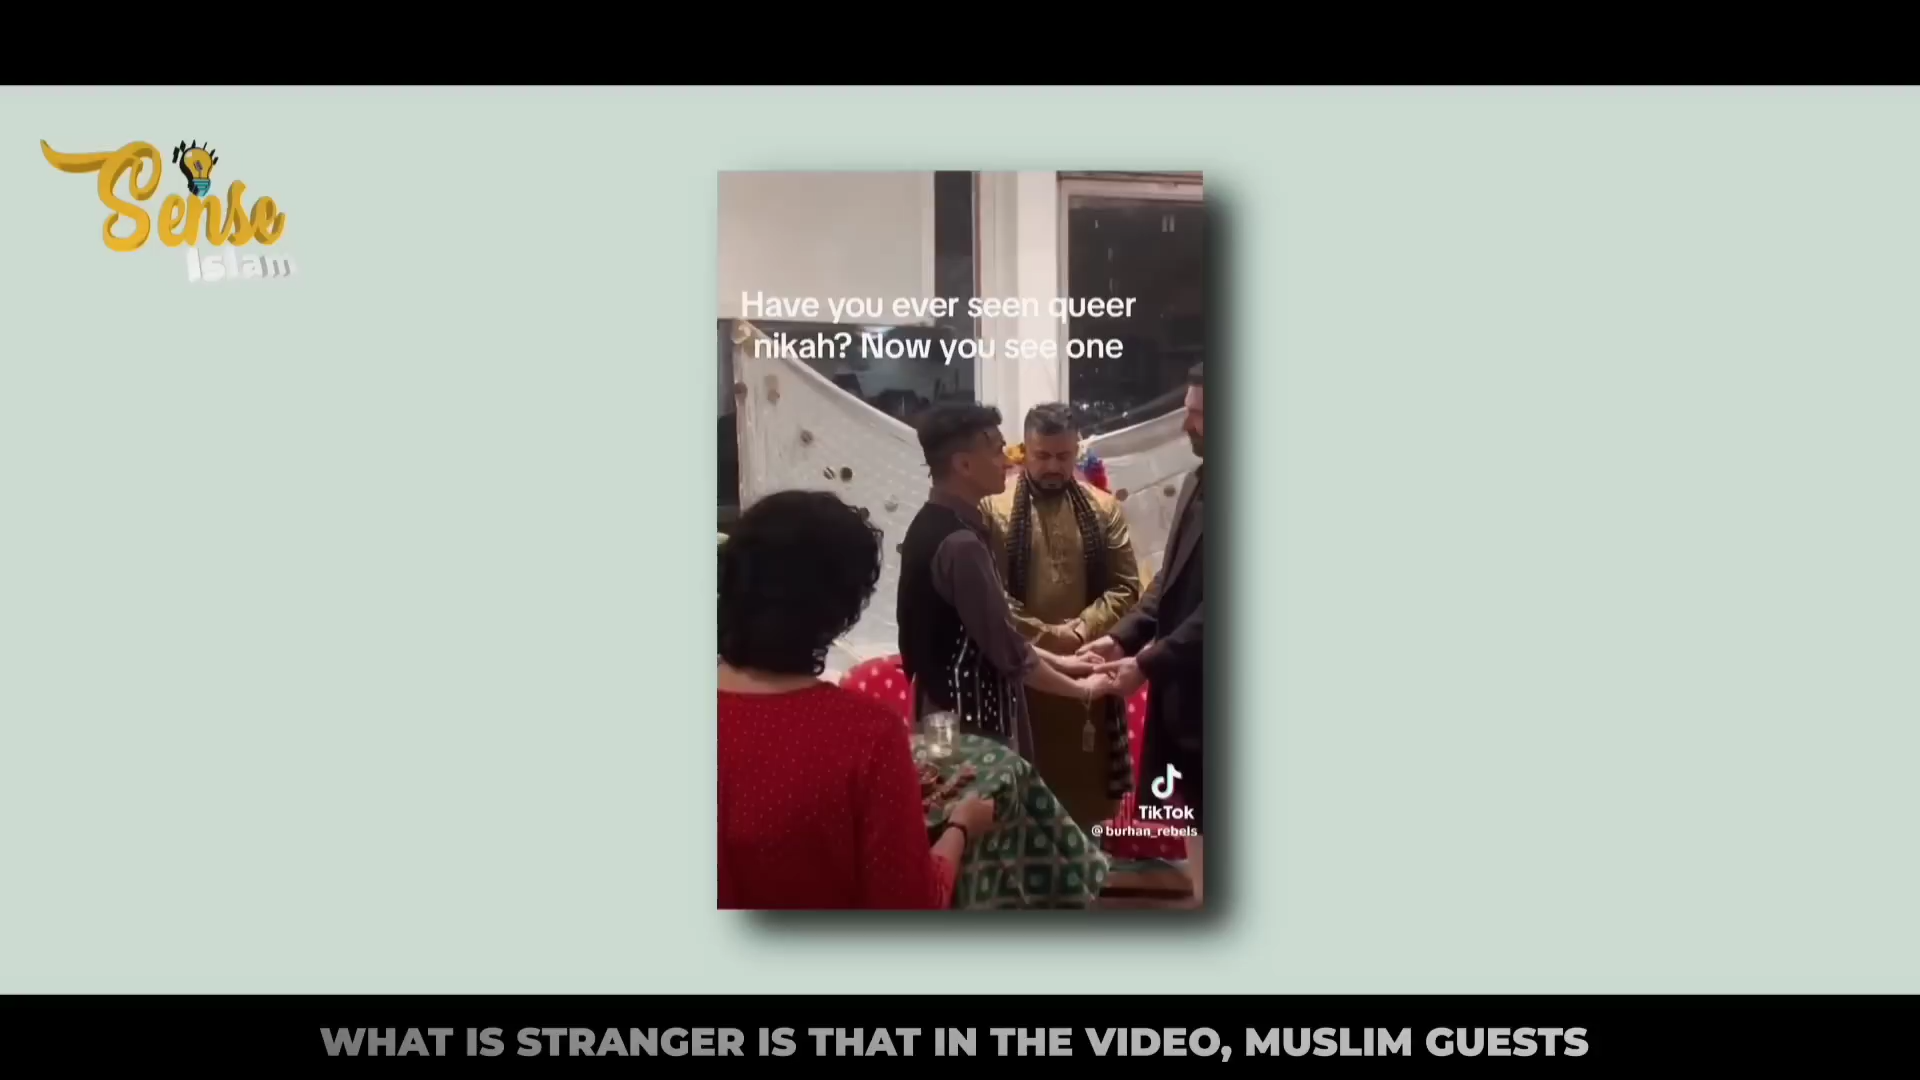 Sense
Islam
Have you ever seen queer
nikah? Now you see one
TikTok
@burhan_rebels
WHAT IS STRANGER IS THAT IN THE VIDEO, MUSLIM GUESTS